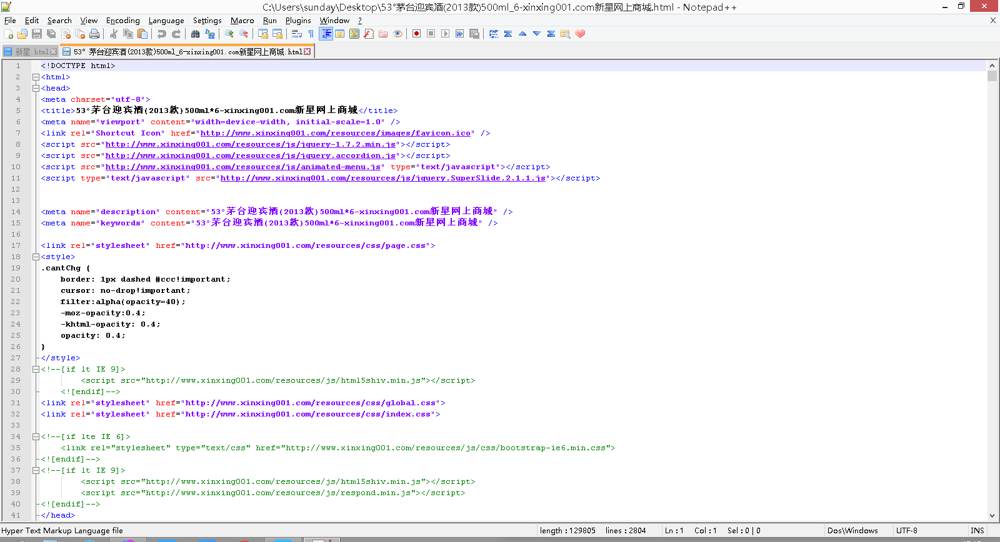 C:\Users\sunday\Desktop\53°茅台迎宾酒(2013款)500ml_6-xinxing001.com新星网上商城.html - Notepad++
File Edit Search View Encoding Language Settings Macro Run Plugins Window ? X
新星.html 53° 茅台迎宾酒(2013款)500ml_6-xinxing001.com新星网上商城.html
1 <!DOCTYPE html>
2 <html>
3 <head>
4 <meta charset="utf-8">
5 <title>53°茅台迎宾酒(2013款)500ml*6-xinxing001.com新星网上商城</title>
6 <meta name="viewport" content="width=device-width, initial-scale=1.0" />
7 <link rel="Shortcut Icon" href="http://www.xinxing001.com/resources/images/favicon.ico" />
8 <script src="http://www.xinxing001.com/resources/js/jquery-1.7.2.min.js"></script>
9 <script src="http://www.xinxing001.com/resources/js/jquery.accordion.js"></script>
10 <script src="http://www.xinxing001.com/resources/js/animated-menu.js" type="text/javascript"></script>
11 <script type="text/javascript" src="http://www.xinxing001.com/resources/js/jquery.SuperSlide.2.1.1.js"></script>
12
13
14 <meta name="description" content="53°茅台迎宾酒(2013款)500ml*6-xinxing001.com新星网上商城" />
15 <meta name="keywords" content="53°茅台迎宾酒(2013款)500ml*6-xinxing001.com新星网上商城" />
16
17 <link rel="stylesheet" href="http://www.xinxing001.com/resources/css/page.css">
18 <style>
19 .cantChg {
20     border: 1px dashed #ccc!important;
21     cursor: no-drop!important;
22     filter:alpha(opacity=40);
23     -moz-opacity:0.4;
24     -khtml-opacity: 0.4;
25     opacity: 0.4;
26 }
27 </style>
28 <!--[if lt IE 9]>
29         <script src="http://www.xinxing001.com/resources/js/html5shiv.min.js"></script>
30     <![endif]-->
31 <link rel="stylesheet" href="http://www.xinxing001.com/resources/css/global.css">
32 <link rel="stylesheet" href="http://www.xinxing001.com/resources/css/index.css">
33
34 <!--[if lte IE 6]>
35     <link rel="stylesheet" type="text/css" href="http://www.xinxing001.com/resources/js/css/bootstrap-ie6.min.css">
36 <![endif]-->
37 <!--[if lt IE 9]>
38         <script src="http://www.xinxing001.com/resources/js/html5shiv.min.js"></script>
39         <script src="http://www.xinxing001.com/resources/js/respond.min.js"></script>
40 <![endif]-->
41 </head>
Hyper Text Markup Language file length : 129805 lines : 2804 Ln : 1 Col : 1 Sel : 0 | 0 Dos\Windows UTF-8 INS